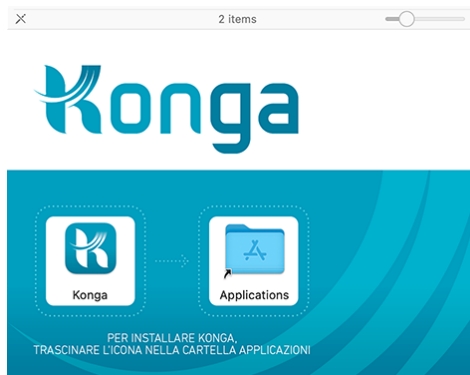 2 items
Konga
Konga
Applications
PER INSTALLARE KONGA,
TRASCINARE L'ICONA NELLA CARTELLA APPLICAZIONI